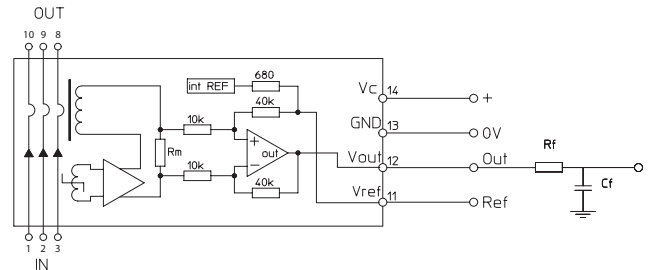 OUT
10 9 8
int REF
680
40k
10k
Rm
10k
+
out
−
40k
Vc 14 +
GND 13 0V
Vout 12 Out
Vref 11 Ref
Rf
Cf
1 2 3
IN